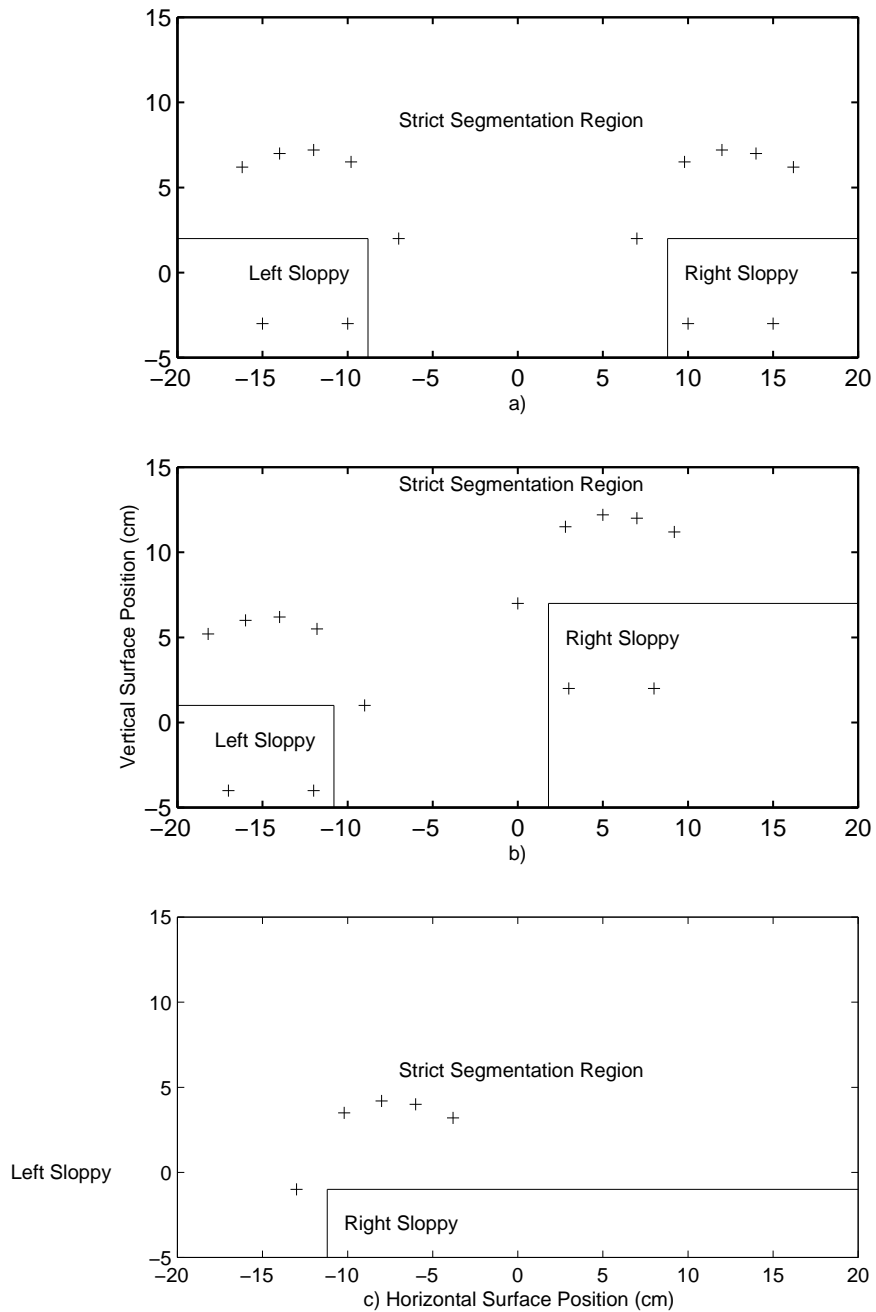 15
Strict Segmentation Region
10
5
Left Sloppy
Right Sloppy
0
−5
−20 −15 −10 −5 0 5 10 15 20
a)
15
Strict Segmentation Region
10
5
Right Sloppy
Vertical Surface Position (cm)
0
Left Sloppy
−5
−20 −15 −10 −5 0 5 10 15 20
b)
15
10
Strict Segmentation Region
5
Left Sloppy
0
Right Sloppy
−5
−20 −15 −10 −5 0 5 10 15 20
c) Horizontal Surface Position (cm)